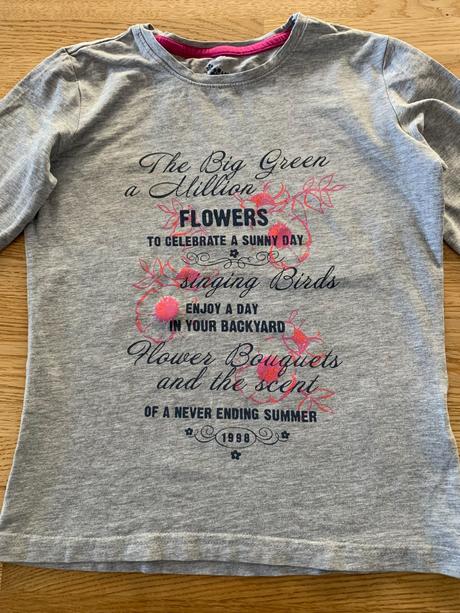 The Big Green
a Million
FLOWERS
TO CELEBRATE A SUNNY DAY
singing Birds
ENJOY A DAY
IN YOUR BACKYARD
Flower Bouquets
and the scent
OF A NEVER ENDING SUMMER
1998